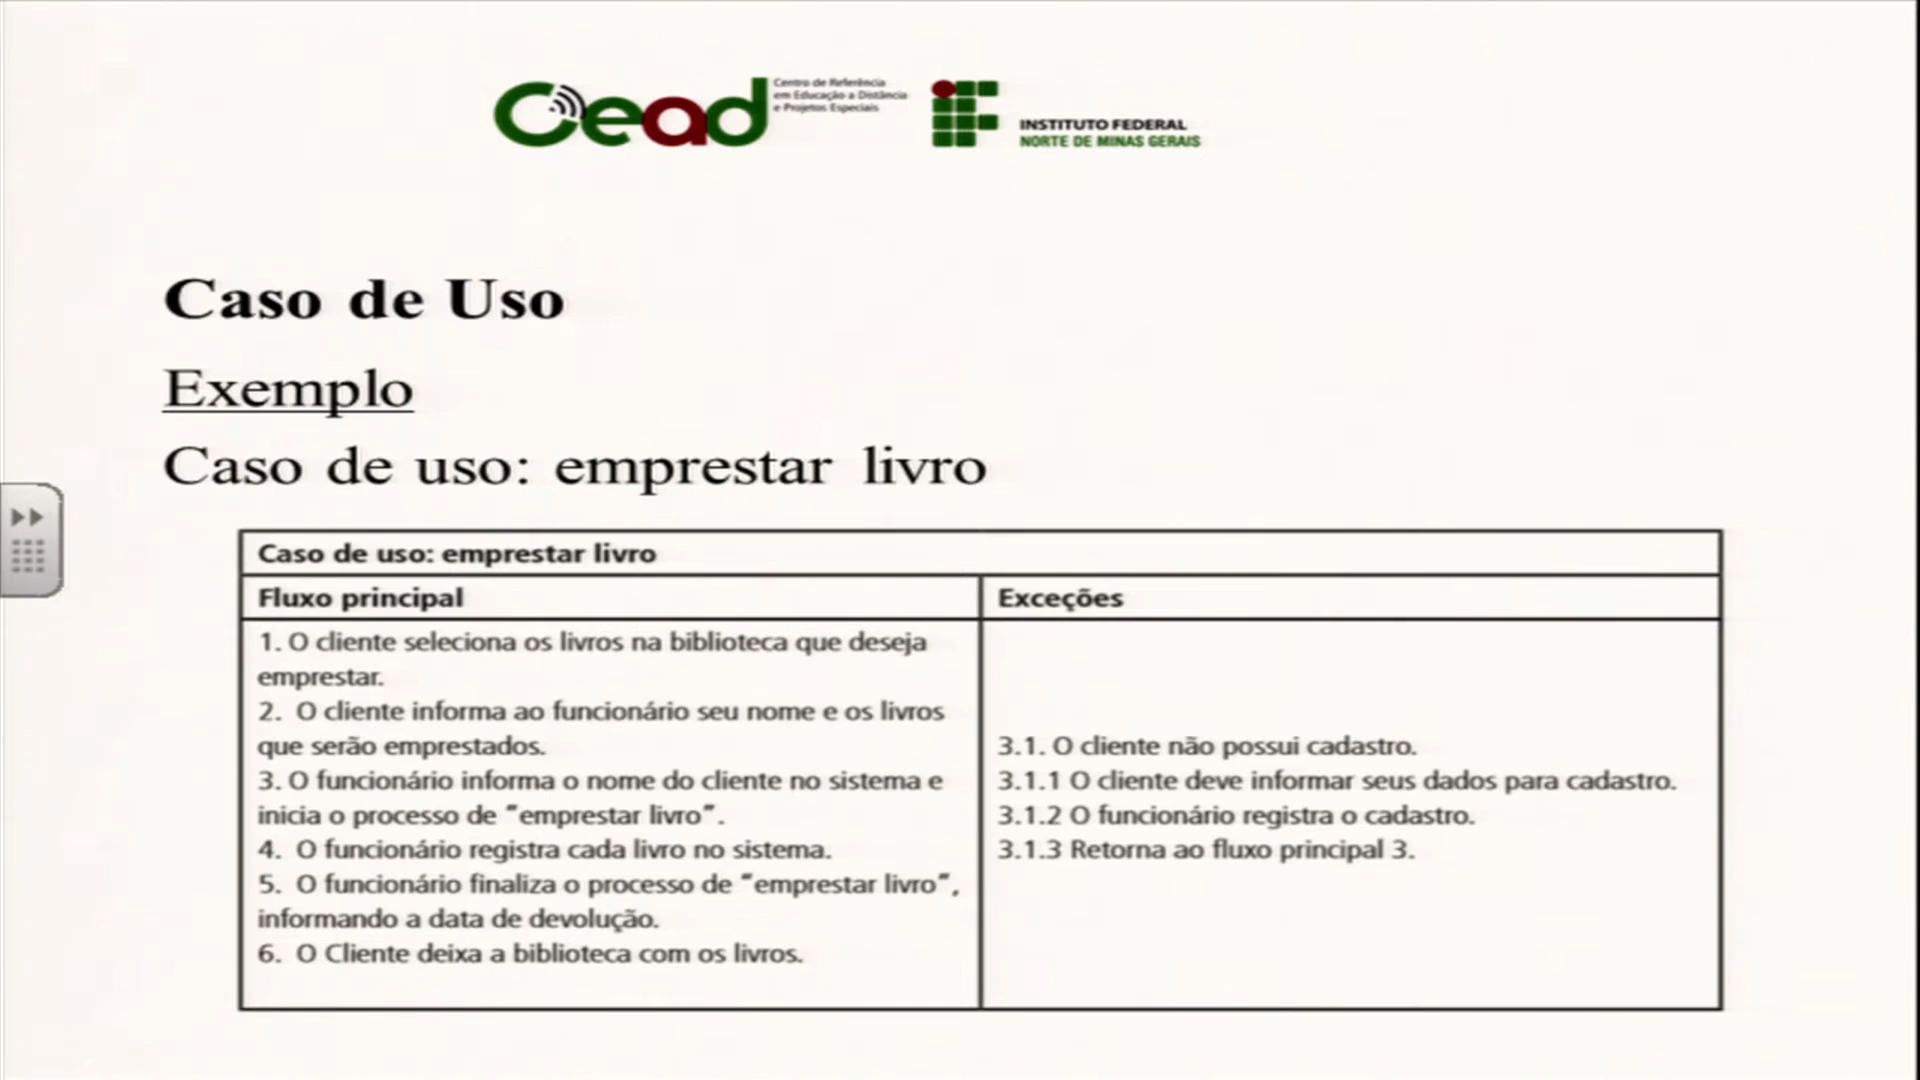 Cead
Centro de Referência
em Educação a Distância
e Projetos Especiais
INSTITUTO FEDERAL
NORTE DE MINAS GERAIS
Caso de Uso
Exemplo
Caso de uso: emprestar livro
Caso de uso: emprestar livro
Fluxo principal
1. O cliente seleciona os livros na biblioteca que deseja
emprestar.
2. O cliente informa ao funcionário seu nome e os livros
que serão emprestados.
3. O funcionário informa o nome do cliente no sistema e
inicia o processo de “emprestar livro”.
4. O funcionário registra cada livro no sistema.
5. O funcionário finaliza o processo de “emprestar livro”,
informando a data de devolução.
6. O Cliente deixa a biblioteca com os livros.
Exceções
3.1. O cliente não possui cadastro.
3.1.1 O cliente deve informar seus dados para cadastro.
3.1.2 O funcionário registra o cadastro.
3.1.3 Retorna ao fluxo principal 3.